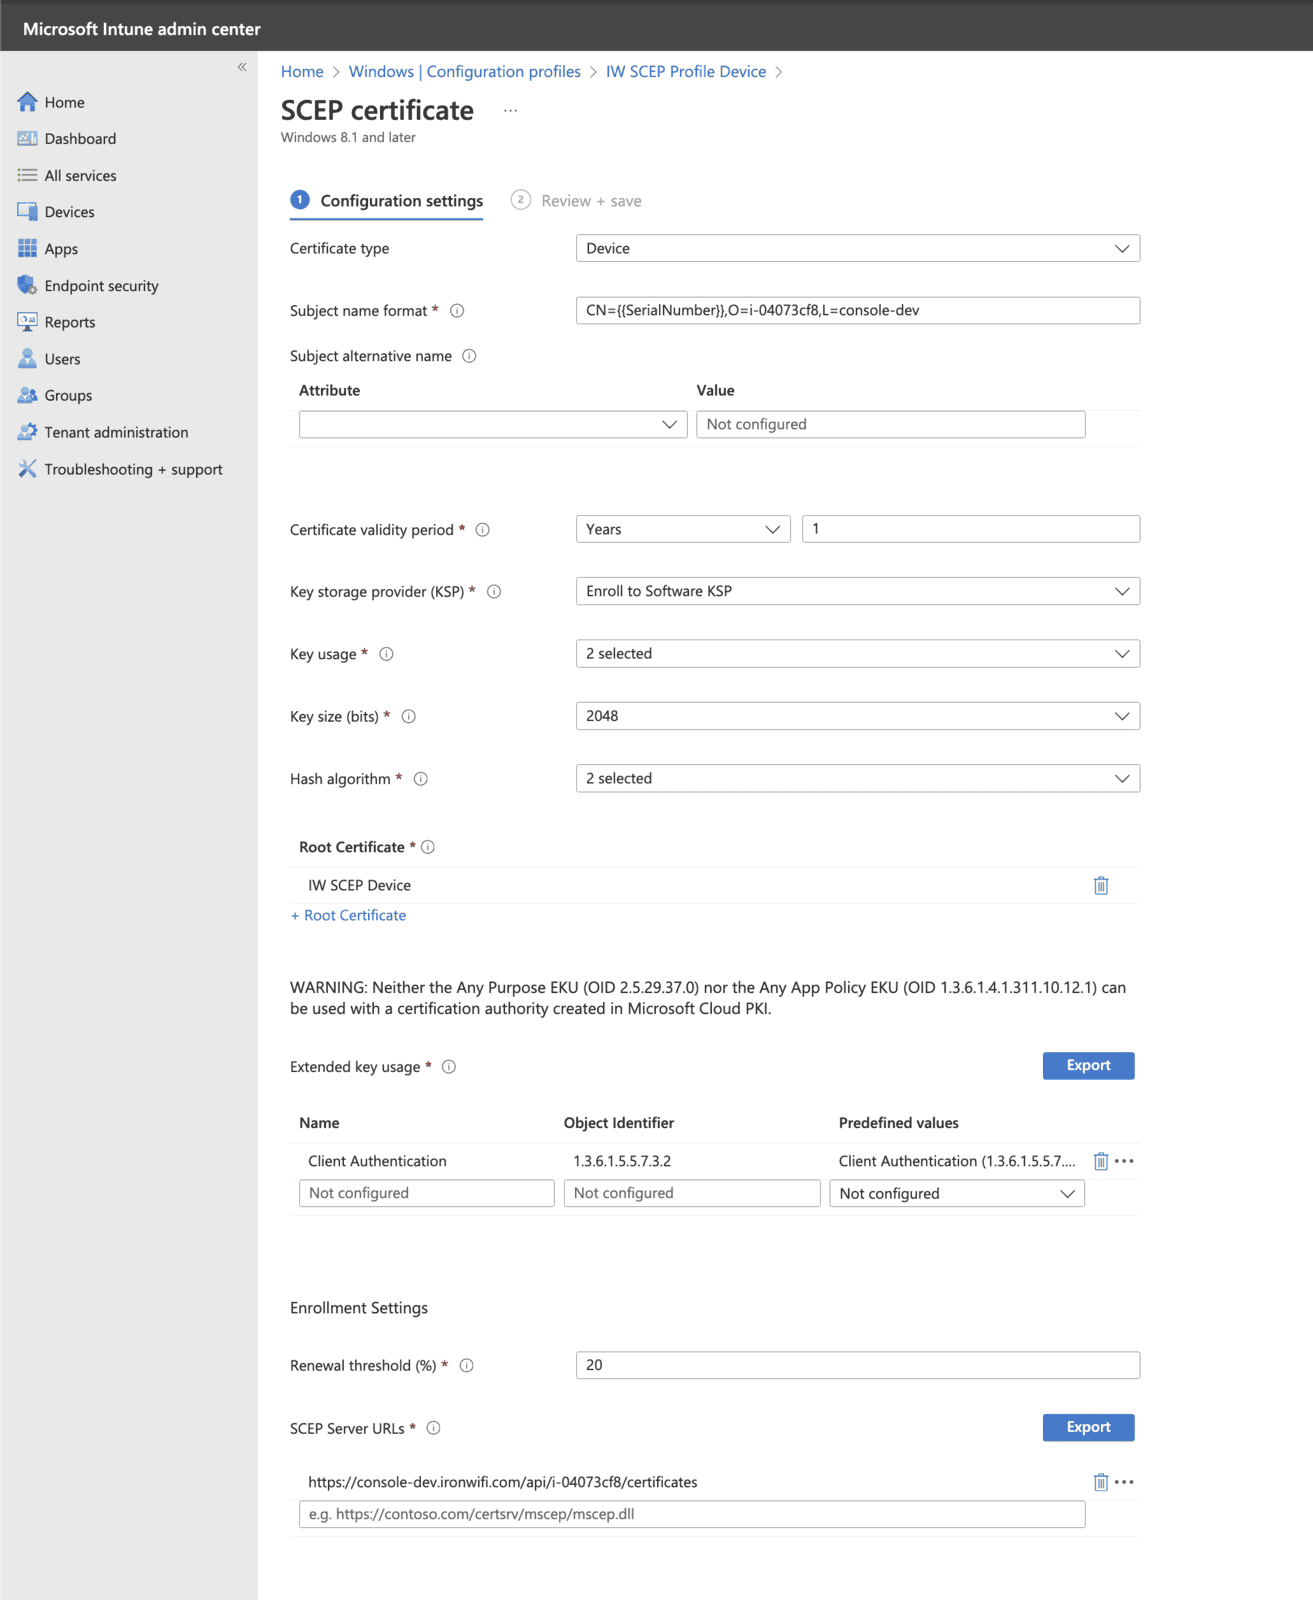 Microsoft Intune admin center
«
Home
Dashboard
All services
Devices
Apps
Endpoint security
Reports
Users
Groups
Tenant administration
Troubleshooting + support
Home > Windows | Configuration profiles > IW SCEP Profile Device >
SCEP certificate ...
Windows 8.1 and later
1 Configuration settings 2 Review + save
Certificate type Device
Subject name format * CN={{SerialNumber}},O=i-04073cf8,L=console-dev
Subject alternative name
Attribute Value
Not configured
Certificate validity period * Years 1
Key storage provider (KSP) * Enroll to Software KSP
Key usage * 2 selected
Key size (bits) * 2048
Hash algorithm * 2 selected
Root Certificate *
IW SCEP Device
+ Root Certificate
WARNING: Neither the Any Purpose EKU (OID 2.5.29.37.0) nor the Any App Policy EKU (OID 1.3.6.1.4.1.311.10.12.1) can
be used with a certification authority created in Microsoft Cloud PKI.
Extended key usage * Export
Name Object Identifier Predefined values
Client Authentication 1.3.6.1.5.5.7.3.2 Client Authentication (1.3.6.1.5.5.7.... ...
Not configured Not configured Not configured
Enrollment Settings
Renewal threshold (%) * 20
SCEP Server URLs * Export
https://console-dev.ironwifi.com/api/i-04073cf8/certificates ...
e.g. https://contoso.com/certsrv/mscep/mscep.dll